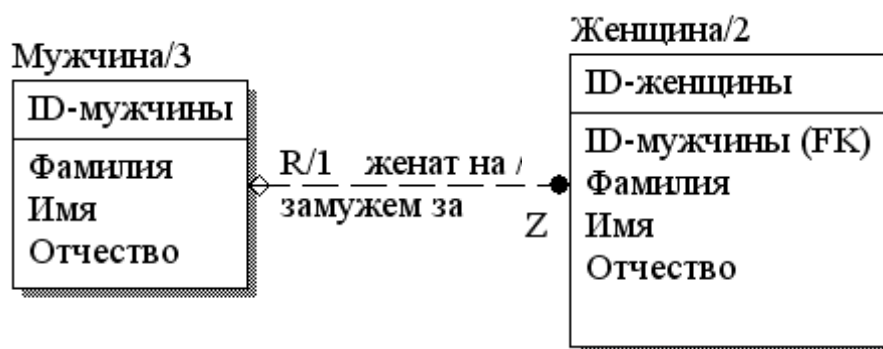 Мужчина/3
ID-мужчины
Фамилия
Имя
Отчество
R/1 женат на /
замужем за
Z
Женщина/2
ID-женщины
ID-мужчины (FK)
Фамилия
Имя
Отчество